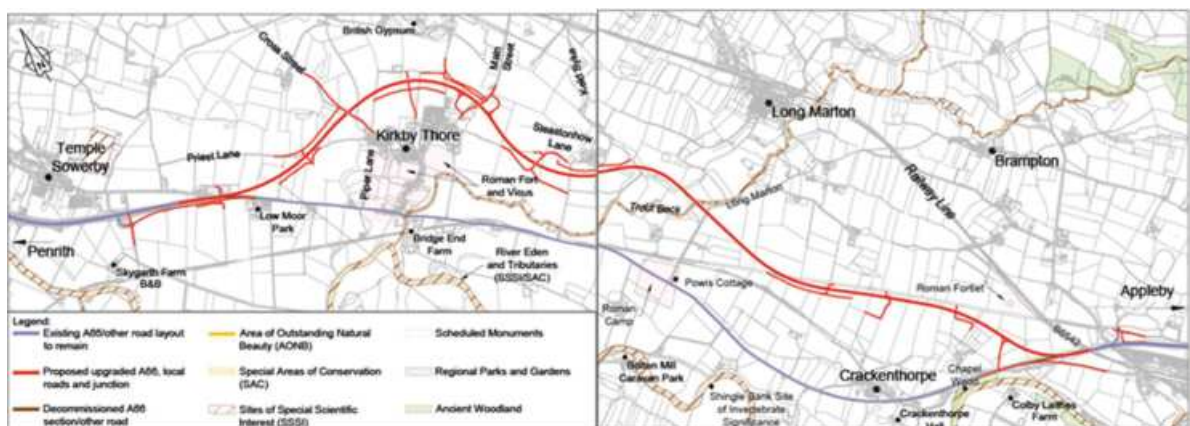 British Gypsum
Cross Street
Main
Street
Kirkby Thore
Sleastonhow
Lane
Priest Lane
Temple
Sowerby
Piper Lane
Roman Fort
and Vicus
Low Moor
Park
Bridge End
Farm
Penrith
Skygarth Farm
B&B
River Eden
and Tributaries
(SSSI/SAC)
Long Marton
Brampton
Railway Line
Trout Beck
Long Marton
Powis Cottage
Roman Fortlet
Appleby
Roman
Camp
B6542
Bolton Mill
Caravan Park
Crackenthorpe
Chapel
Wood
Shingle Bank Site
of Invertebrate
Significance
Crackenthorpe
Colby Laithes
Farm
Legend:
Existing A66/other road layout
to remain
Proposed upgraded A66, local
roads and junction
Decommissioned A66
section/other road
Area of Outstanding Natural
Beauty (AONB)
Special Areas of Conservation
(SAC)
Sites of Special Scientific
Interest (SSSI)
Scheduled Monuments
Regional Parks and Gardens
Ancient Woodland